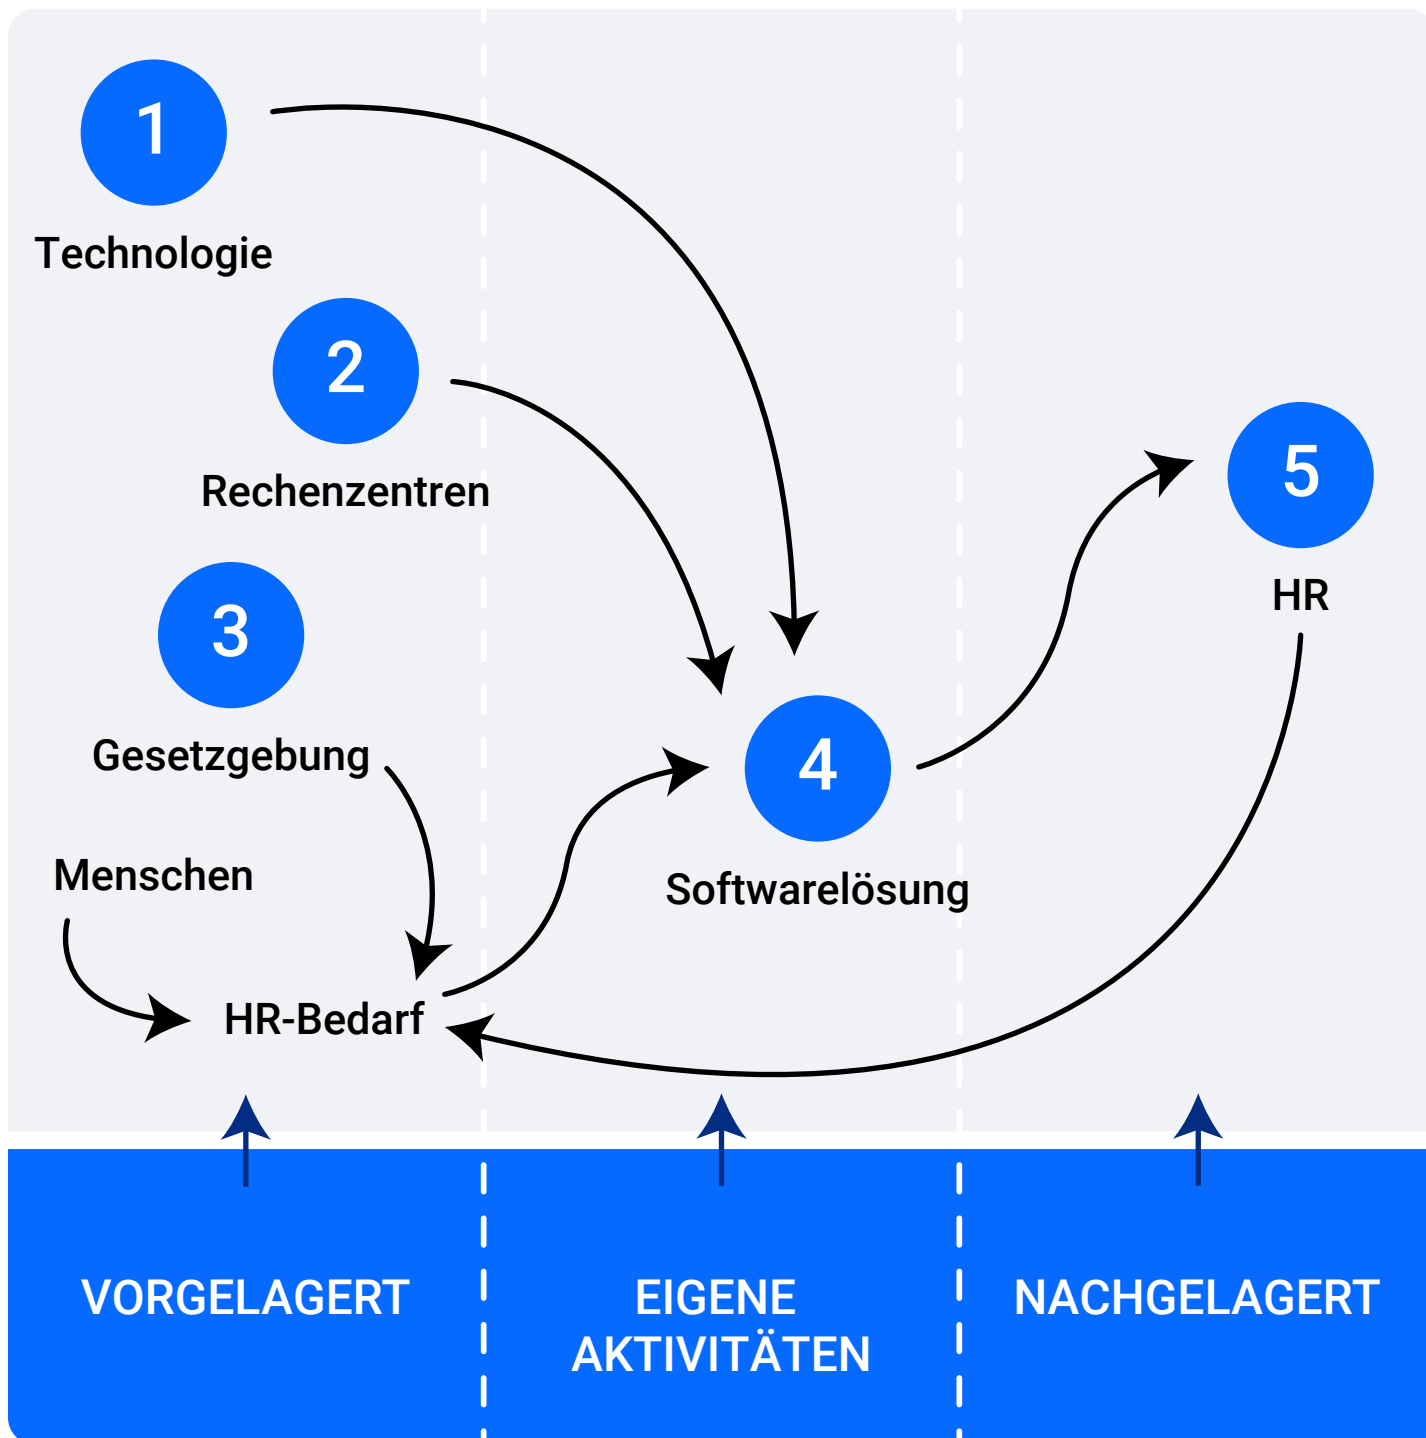 1
Technologie
2
Rechenzentren
3
Gesetzgebung
Menschen
HR-Bedarf
4
Softwarelösung
5
HR
VORGELAGERT
EIGENE
AKTIVITÄTEN
NACHGELAGERT